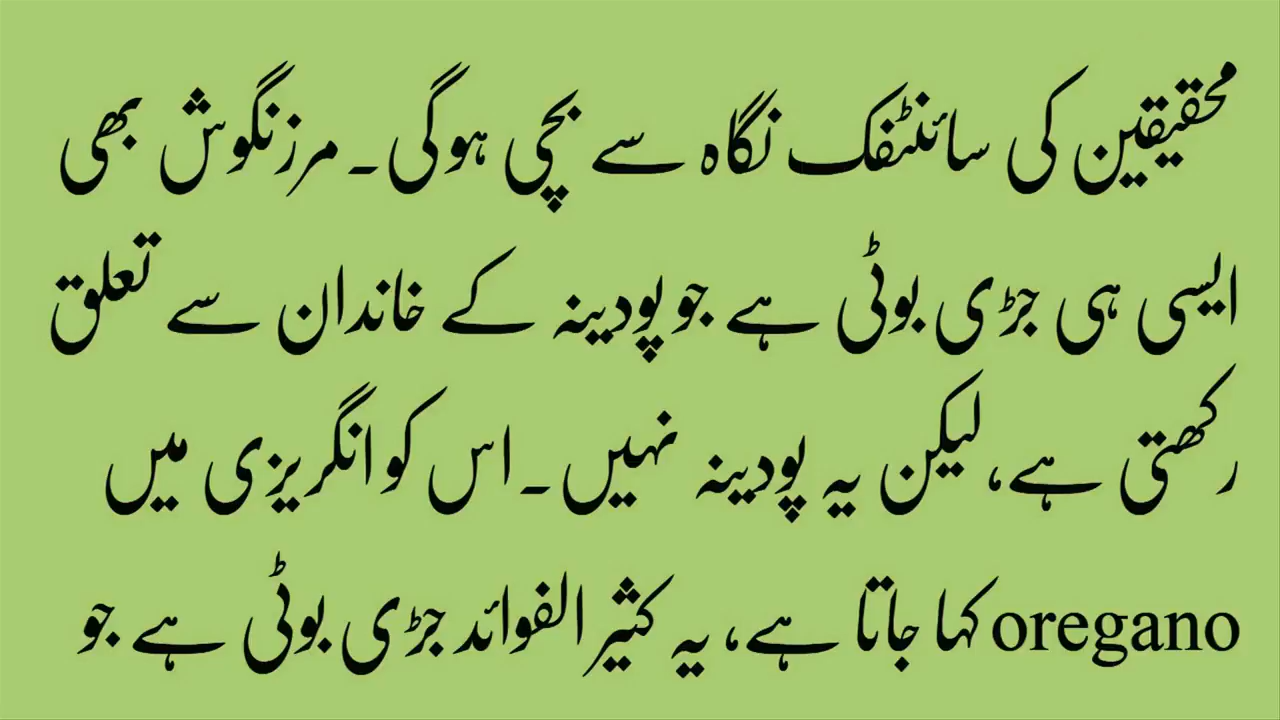 محقیقین کی سائنٹفک نگاہ سے بچی ہوگی۔ مرزنگوش بھی
ایسی ہی جڑی بوٹی ہے جو پودینہ کے خاندان سے تعلق
رکھتی ہے، لیکن یہ پودینہ نہیں۔ اس کو انگریزی میں
oregano کہا جاتا ہے، یہ کثیر الفوائد جڑی بوٹی ہے جو